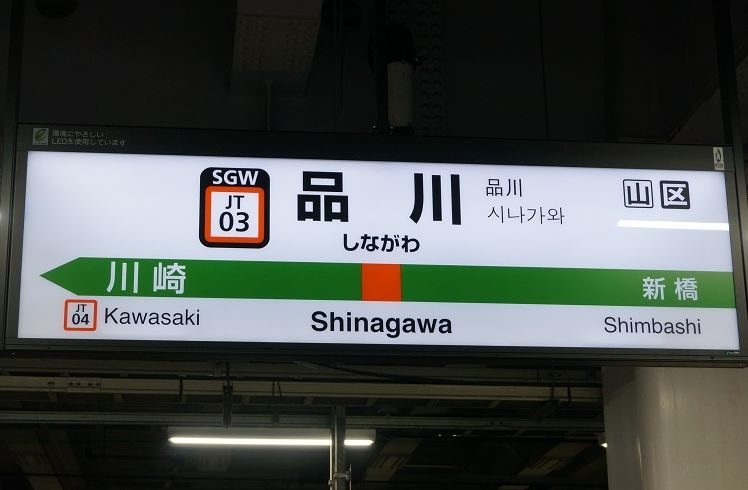 環境にやさしい
LEDを使用しています
SGW
JT
03
品川
品川
시나가와
山 区
しながわ
川崎
新橋
JT
04
Kawasaki
Shinagawa
Shimbashi